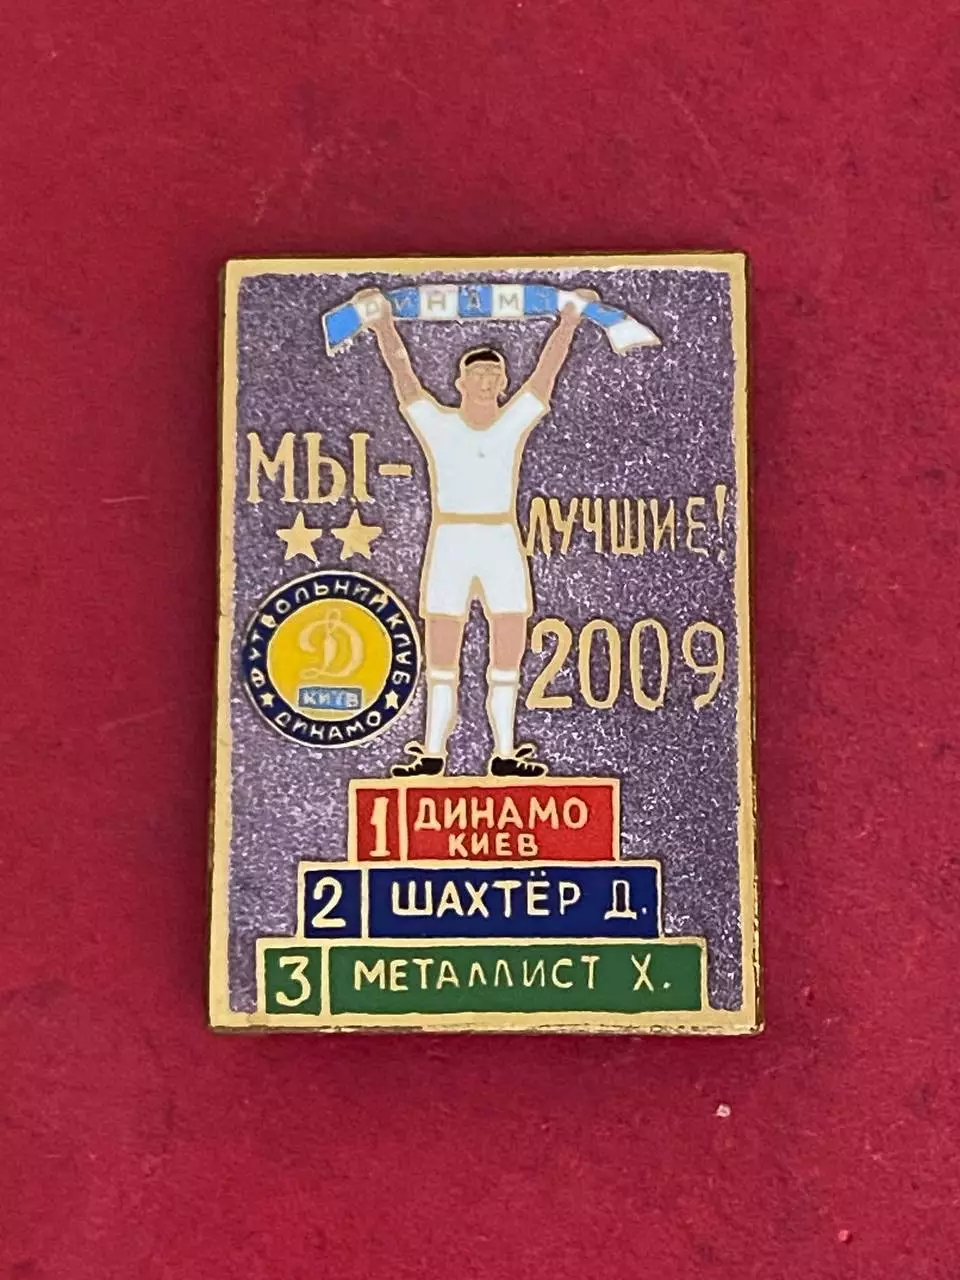 ДИНАМО
МЫ-
ЛУЧШИЕ!
ФУТБОЛЬНИЙ КЛУБ
Д
КИЇВ
ДИНАМО
2009
1 ДИНАМО
КИЕВ
2 ШАХТЁР Д.
3 МЕТАЛЛИСТ Х.